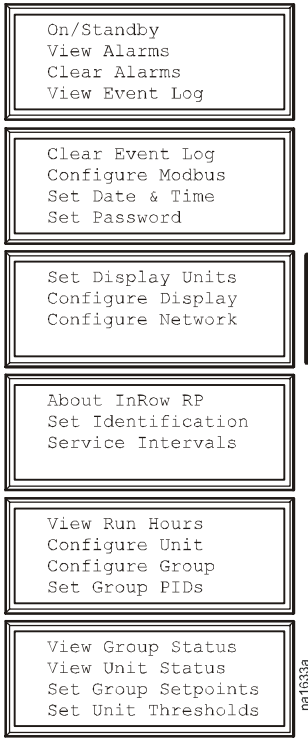 On/Standby
View Alarms
Clear Alarms
View Event Log
Clear Event Log
Configure Modbus
Set Date & Time
Set Password
Set Display Units
Configure Display
Configure Network
About InRow RP
Set Identification
Service Intervals
View Run Hours
Configure Unit
Configure Group
Set Group PIDs
View Group Status
View Unit Status
Set Group Setpoints
Set Unit Thresholds
na1633a